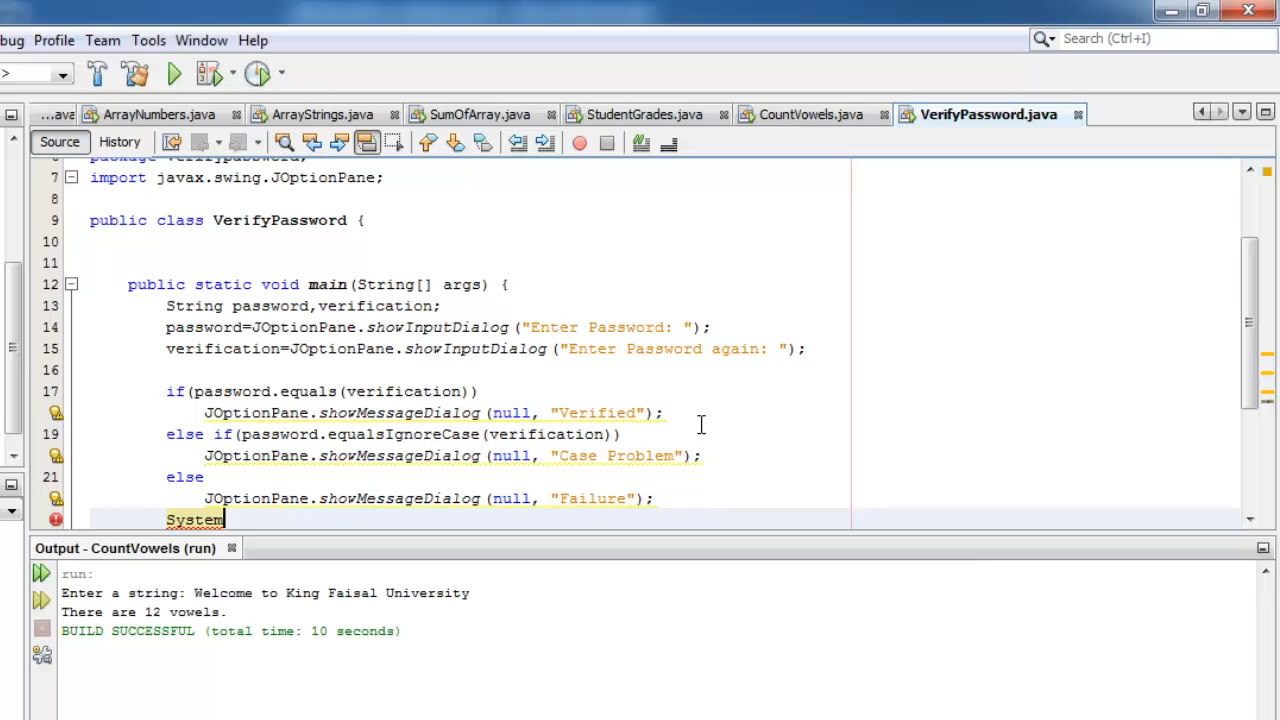 bug Profile Team Tools Window Help Search (Ctrl+I)
>
...ava ArrayNumbers.java ArrayStrings.java SumOfArray.java StudentGrades.java CountVowels.java VerifyPassword.java
Source History
7 import javax.swing.JOptionPane;
8
9 public class VerifyPassword {
10
11
12 public static void main(String[] args) {
13 String password,verification;
14 password=JOptionPane.showInputDialog("Enter Password: ");
15 verification=JOptionPane.showInputDialog("Enter Password again: ");
16
17 if(password.equals(verification))
JOptionPane.showMessageDialog(null, "Verified");
19 else if(password.equalsIgnoreCase(verification))
JOptionPane.showMessageDialog(null, "Case Problem");
21 else
JOptionPane.showMessageDialog(null, "Failure");
System
Output - CountVowels (run)
run:
Enter a string: Welcome to King Faisal University
There are 12 vowels.
BUILD SUCCESSFUL (total time: 10 seconds)